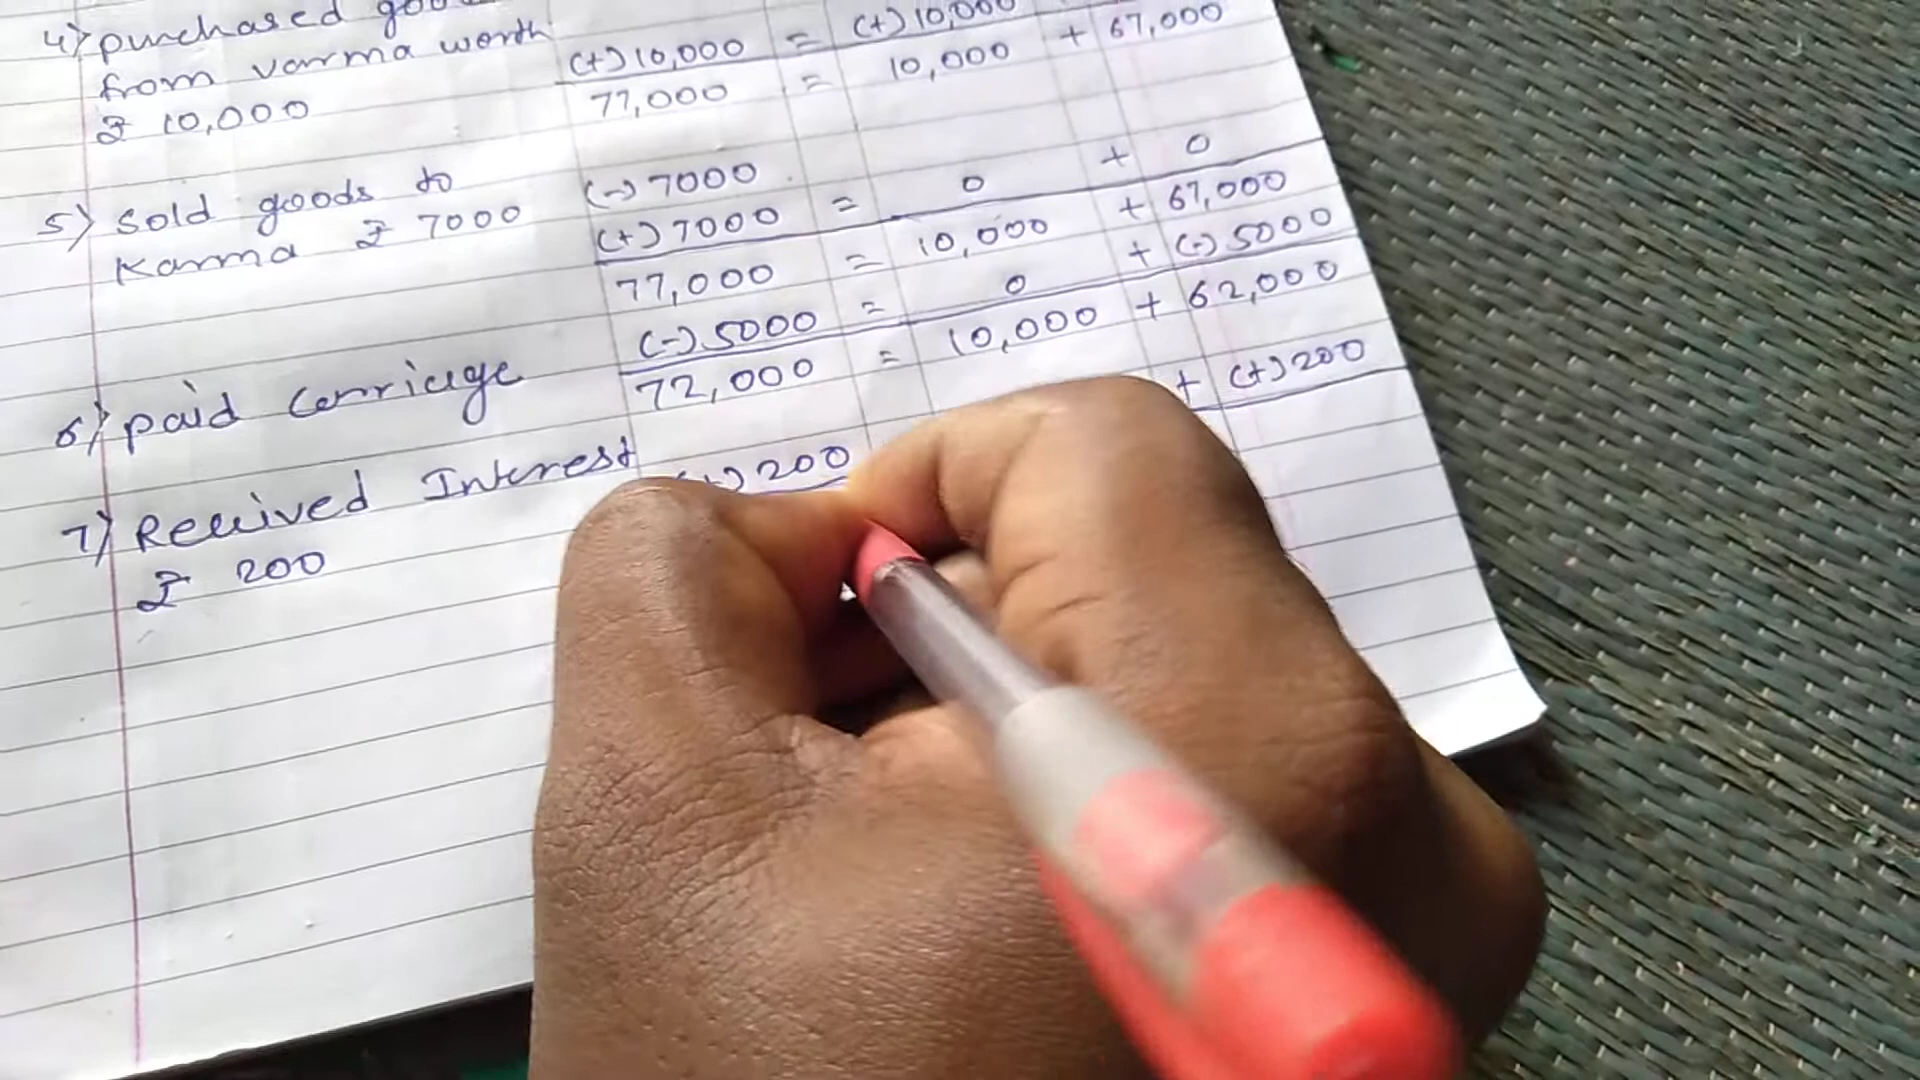 4) purchased
from varma worth
₹ 10,000
(+) 10,000 = (+) 10,000 + 67,000
77,000 = 10,000
5) Sold goods to
Karma ₹ 7000
(-) 7000
(+) 7000 = 0 + 0
77,000 = 10,000 + 67,000
(-) 5000 = 0 + (-) 5000
72,000 = 10,000 + 62,000
6) paid Carriage
7) Received Interest
₹ 200
(+) 200
+ (+) 200